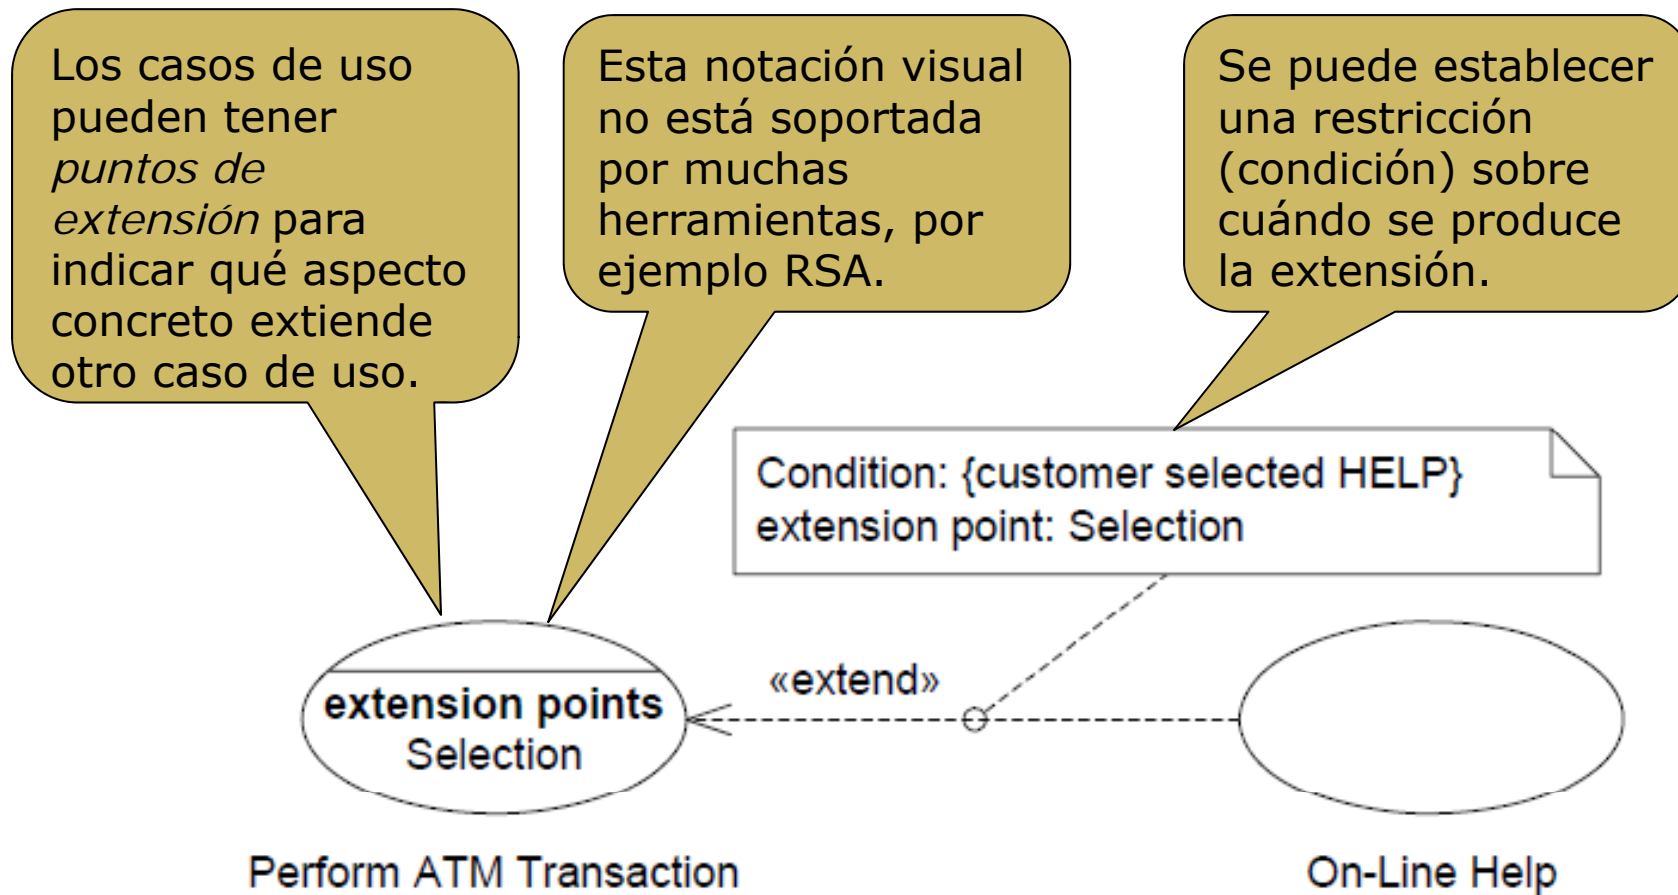 Los casos de uso
pueden tener
puntos de
extensión para
indicar qué aspecto
concreto extiende
otro caso de uso.
Esta notación visual
no está soportada
por muchas
herramientas, por
ejemplo RSA.
Se puede establecer
una restricción
(condición) sobre
cuándo se produce
la extensión.
Condition: {customer selected HELP}
extension point: Selection
«extend»
extension points
Selection
Perform ATM Transaction
On-Line Help